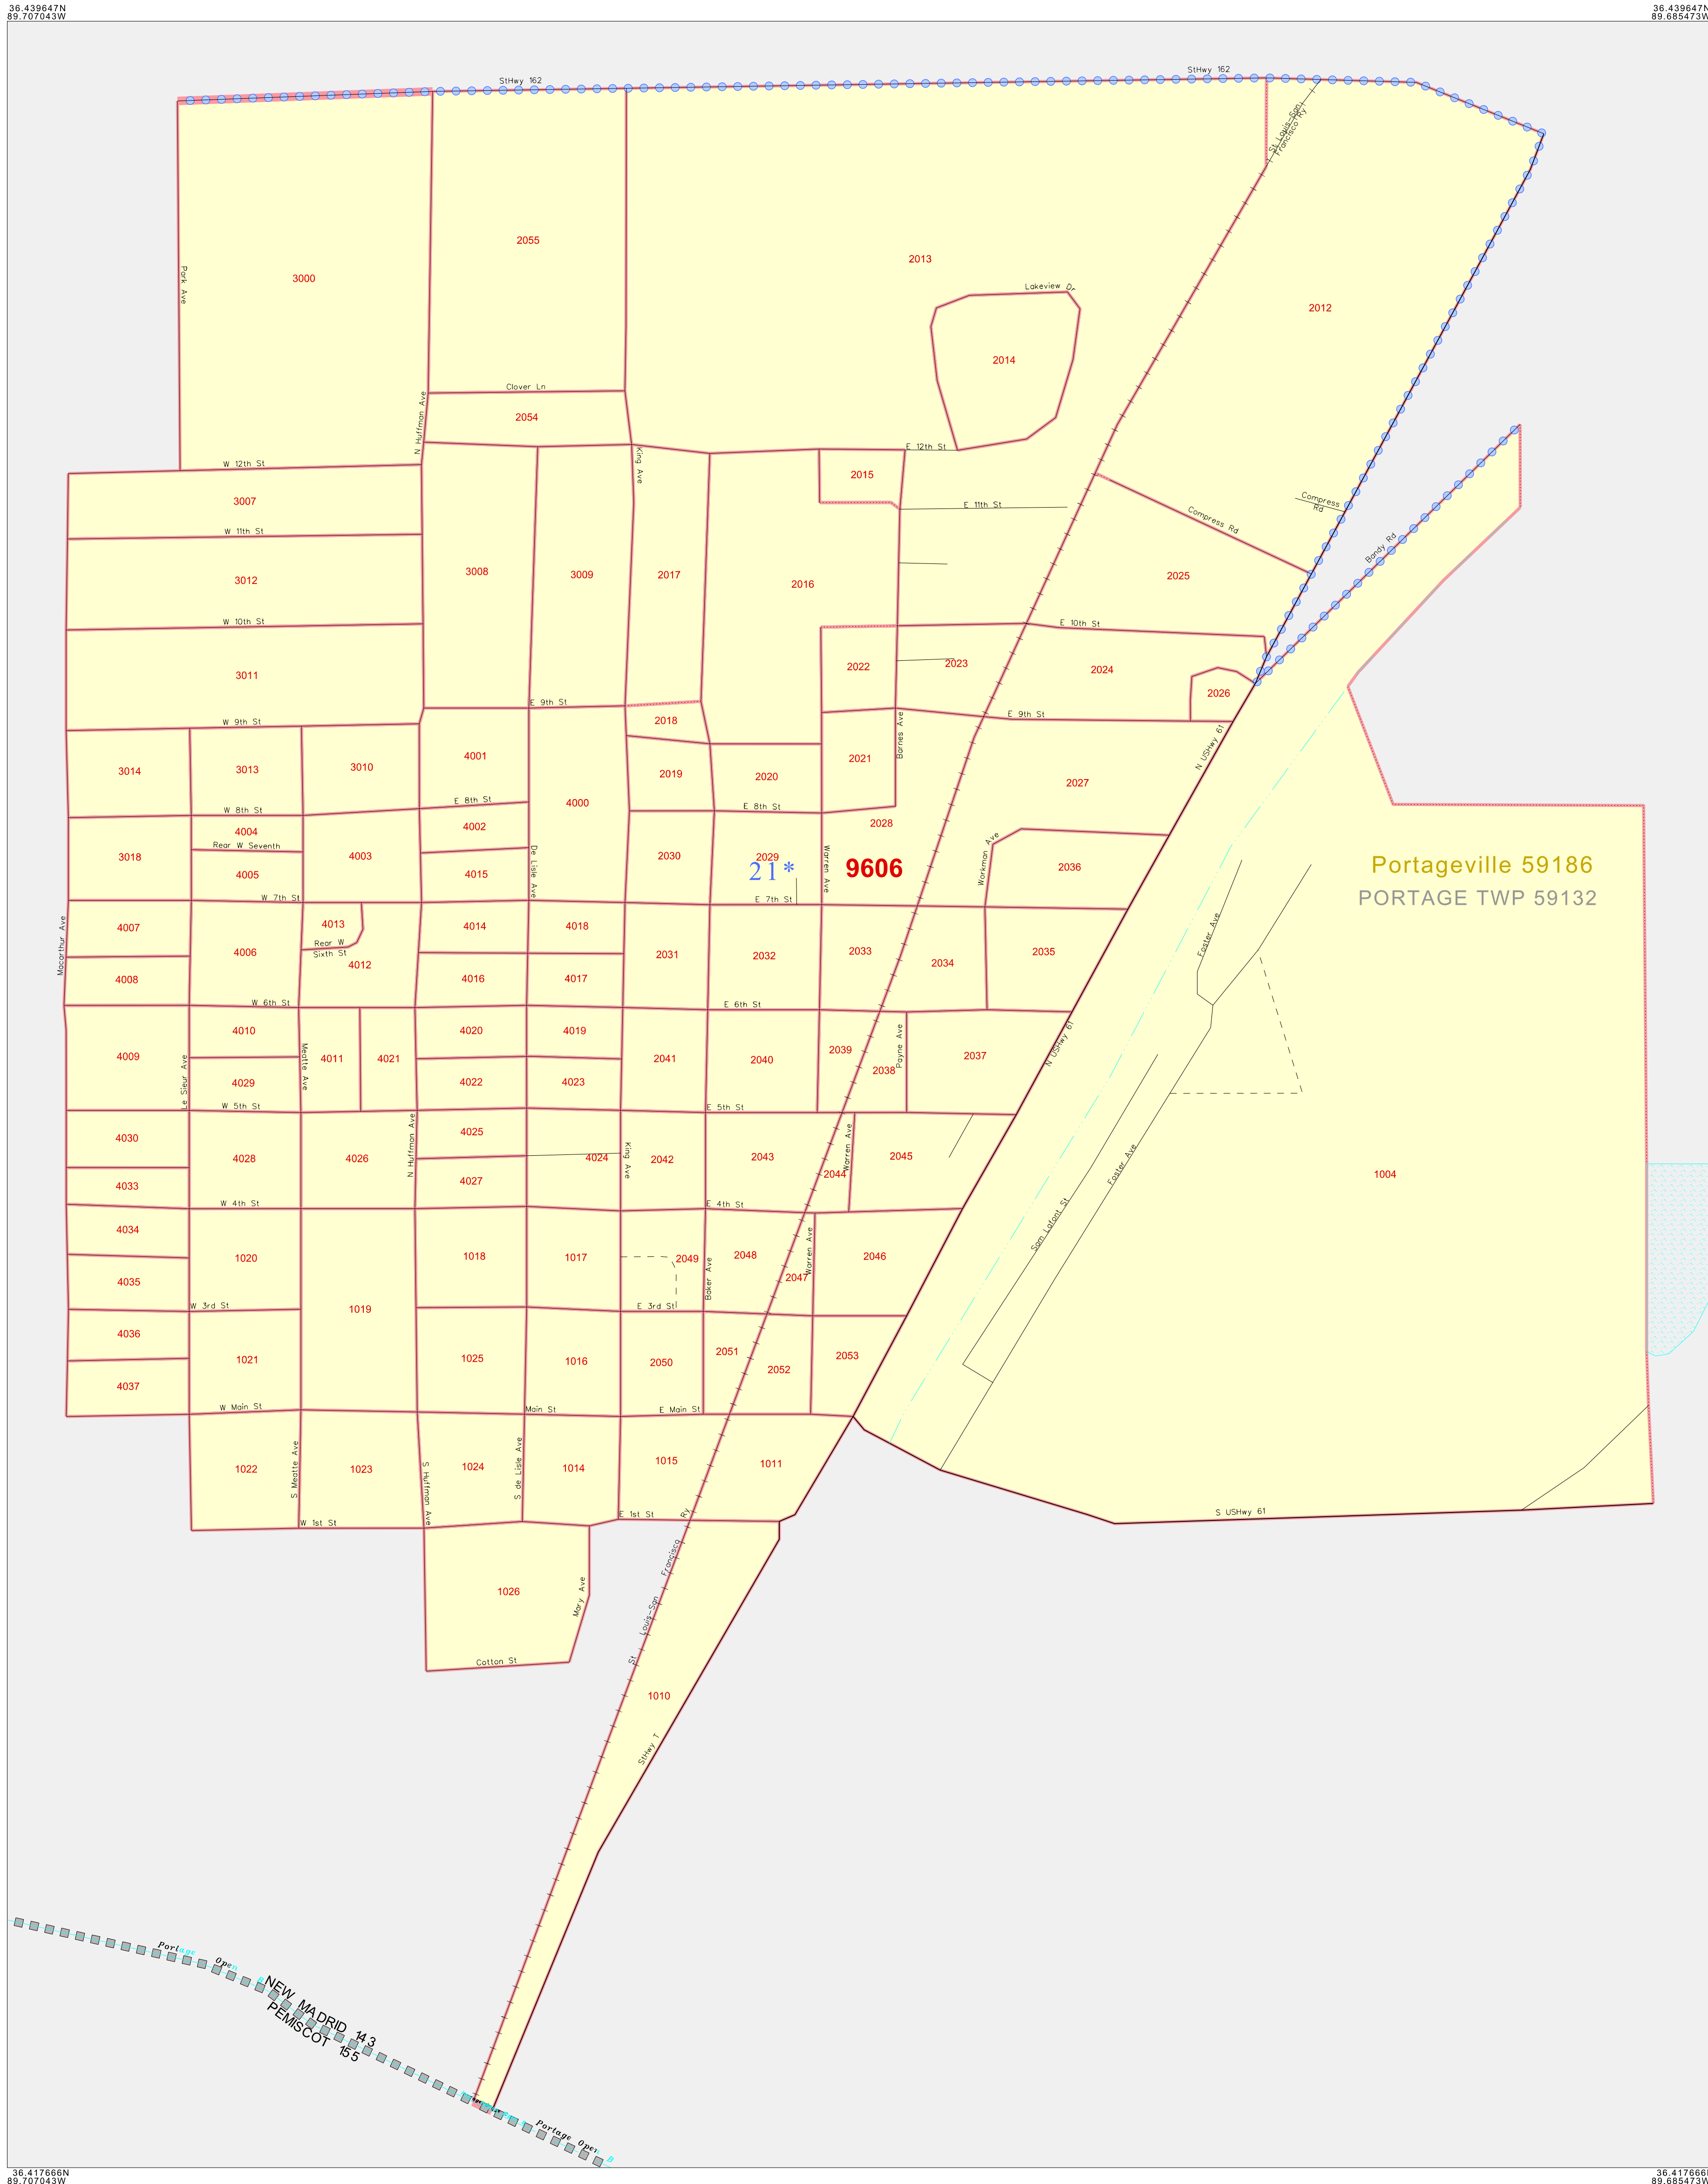 36.439647N
89.707043W
36.439647N
89.685473W
StHwy 162
StHwy 162
St Louis-San
Francisco Ry
2055
2013
3000
Park Ave
Lakeview Dr
2012
2014
Clover Ln
N Huffman Ave
2054
E 12th St
King Ave
W 12th St
2015
3007
E 11th St
Compress
Rd
Compress Rd
W 11th St
Bandy Rd
3012
3008
3009
2017
2016
2025
W 10th St
E 10th St
3011
2022
2023
2024
2026
E 9th St
W 9th St
2018
E 9th St
Barnes Ave
N USHwy 61
3014
3013
3010
4001
2019
2020
2021
2027
4000
E 8th St
W 8th St
E 8th St
2028
4004
4002
Rear W Seventh
3018
4003
2030
2029
21*
9606
Portageville 59186
PORTAGE TWP 59132
4005
4015
De Lisle Ave
Warren Ave
Workman Ave
2036
W 7th St
E 7th St
4007
4013
4014
4018
Macarthur Ave
Rear W
Sixth St
4006
4012
2031
2032
2033
2034
2035
Foster Ave
4008
4016
4017
W 6th St
E 6th St
4010
4020
4019
4009
4011
4021
2041
2040
2039
2038
Payne Ave
2037
N USHwy 61
Le Sieur Ave
Meatte Ave
4029
4022
4023
W 5th St
E 5th St
4030
4025
N Huffman Ave
4028
4026
4024
King Ave
2042
2043
2044
Warren Ave
2045
Foster Ave
1004
4033
4027
W 4th St
E 4th St
4034
Sam Lafont St
1020
1018
1017
2049
2048
Warren Ave
2046
4035
Baker Ave
2047
W 3rd St
1019
E 3rd St
4036
1021
1025
1016
2050
2051
2052
2053
4037
W Main St
Main St
E Main St
1022
S Meatte Ave
1023
S Huffman Ave
1024
S de Lisle Ave
1014
1015
1011
W 1st St
E 1st St
S USHwy 61
St Louis-San Francisco Ry
1026
Mary Ave
Cotton St
1010
StHwy T
Portage Open B
NEW MADRID 143
PEMISCOT 155
Portage Open B
36.417666N
89.707043W
36.417666N
89.685473W